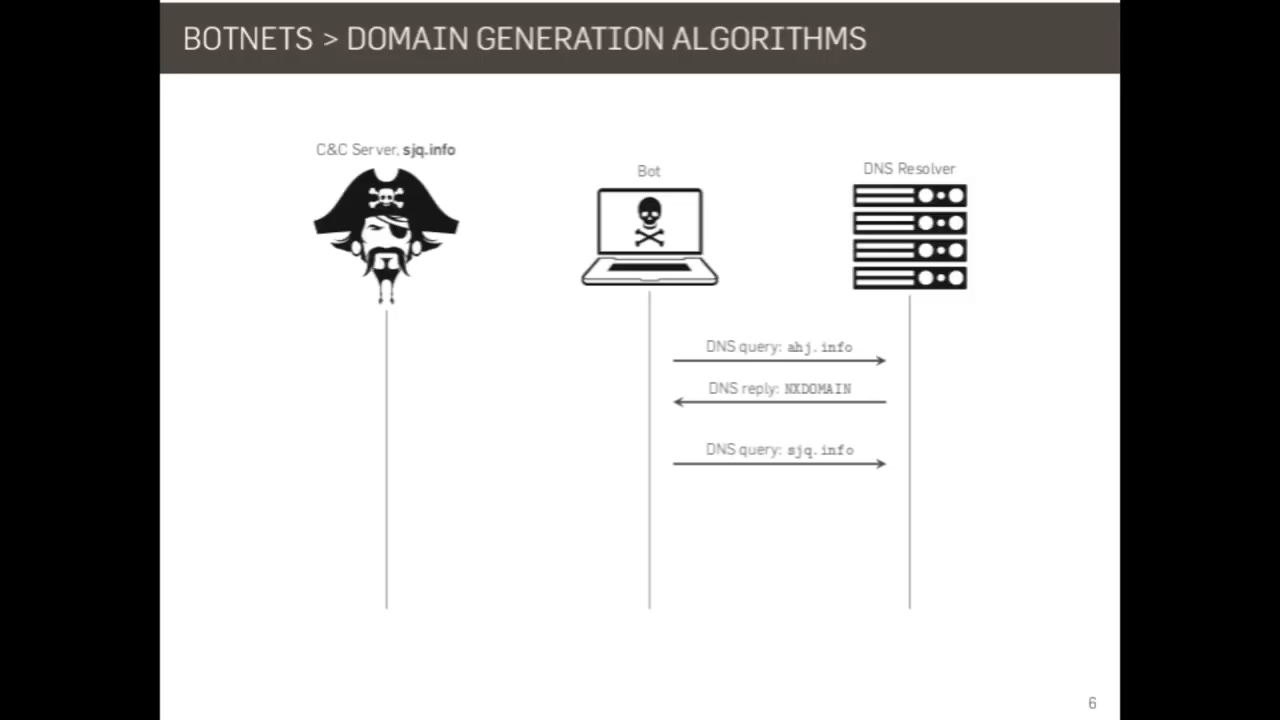 BOTNETS > DOMAIN GENERATION ALGORITHMS
C&C Server, sjq.info
Bot
DNS Resolver
DNS query: ahj.info
DNS reply: NXDOMAIN
DNS query: sjq.info
6